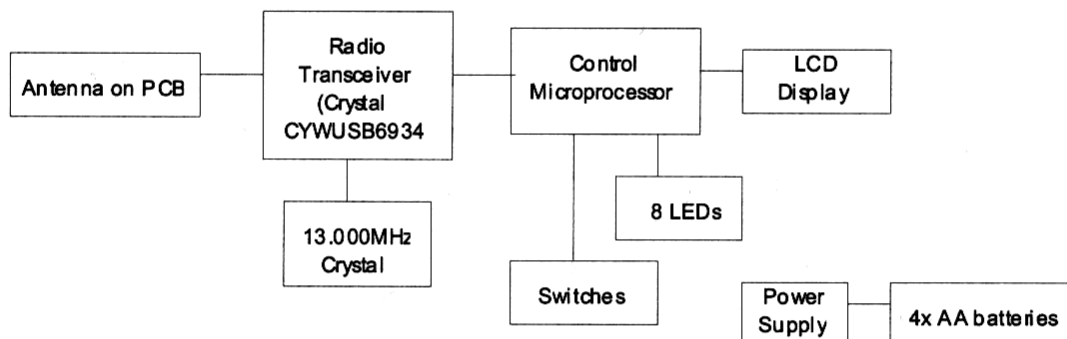 Antenna on PCB
Radio
Transceiver
(Crystal
CYWUSB6934
Control
Microprocessor
LCD
Display
13.000MHz
Crystal
8 LEDs
Switches
Power
Supply
4x AA batteries